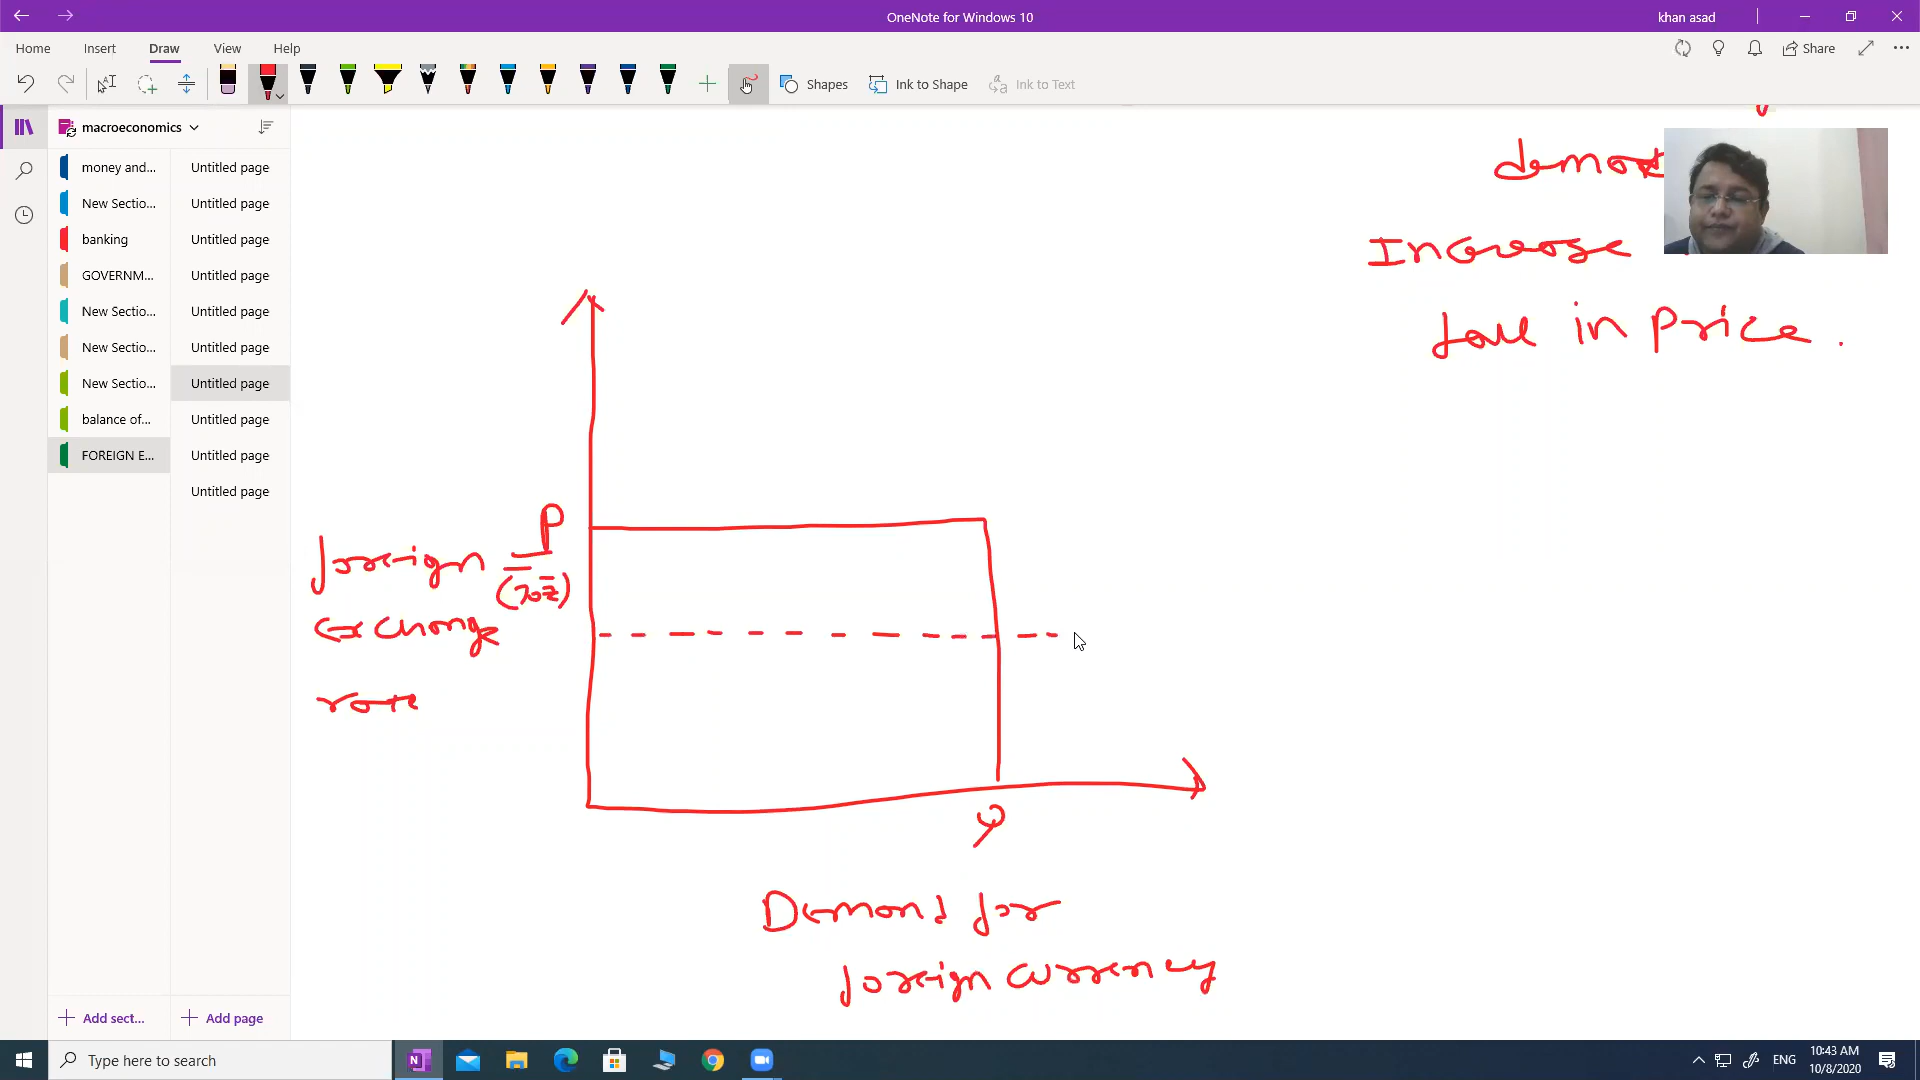 OneNote for Windows 10
khan asad
Home Insert Draw View Help
Share
Shapes Ink to Shape Ink to Text
macroeconomics
money and... Untitled page
New Sectio... Untitled page
banking Untitled page
GOVERNM... Untitled page
New Sectio... Untitled page
New Sectio... Untitled page
New Sectio... Untitled page
balance of... Untitled page
FOREIGN E... Untitled page
Untitled page
Add sect... Add page
Increase
fall in price.
P
foreign
exchange
rate
Q
Demand for
foreign currency
Type here to search
ENG
10:43 AM
10/8/2020